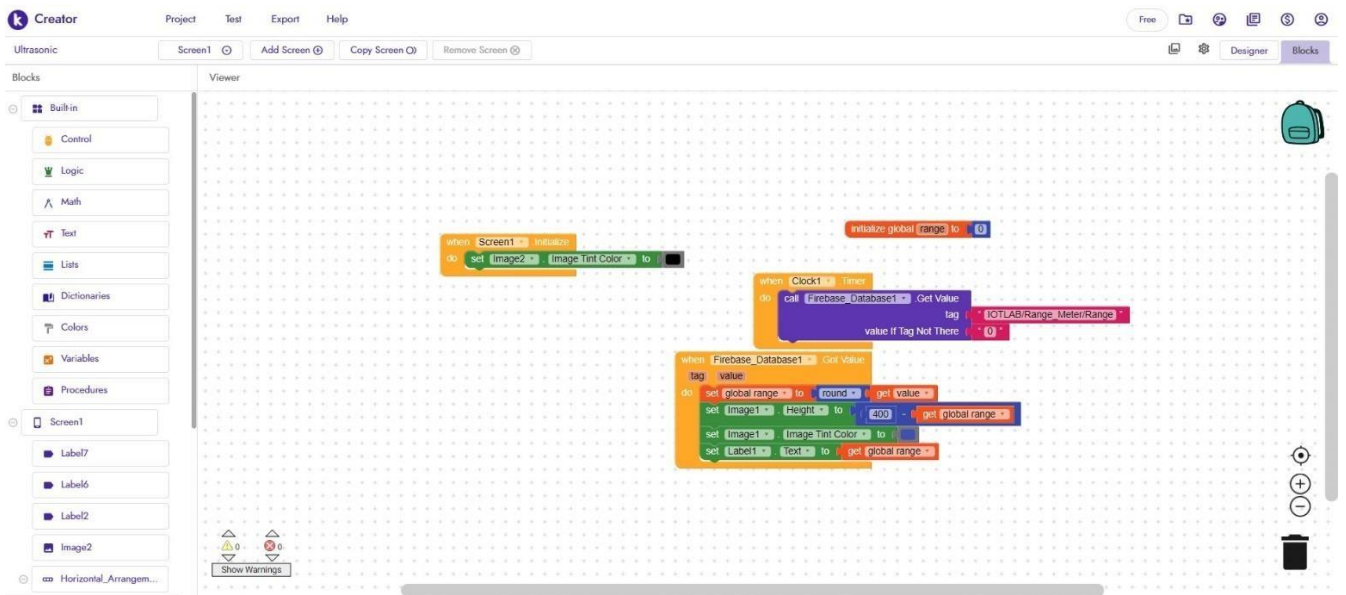 Creator Project Test Export Help Free
Ultrasonic Screen1 Add Screen Copy Screen Remove Screen Designer Blocks
Blocks Viewer
Built-in
Control
Logic
Math
Text
Lists
Dictionaries
Colors
Variables
Procedures
Screen1
Label7
Label6
Label2
Image2
Horizontal_Arrangem...
initialize global range to 0
when Screen1 Initialize
do set Image2 . Image Tint Color to
when Clock1 Timer
do call Firebase_Database1 .Get Value
tag " IOTLAB/Range_Meter/Range "
value If Tag Not There " 0 "
when Firebase_Database1 Got Value
tag value
do set global range to round get value
set Image1 . Height to 400 - get global range
set Image1 . Image Tint Color to
set Label1 . Text to get global range
0 0
Show Warnings